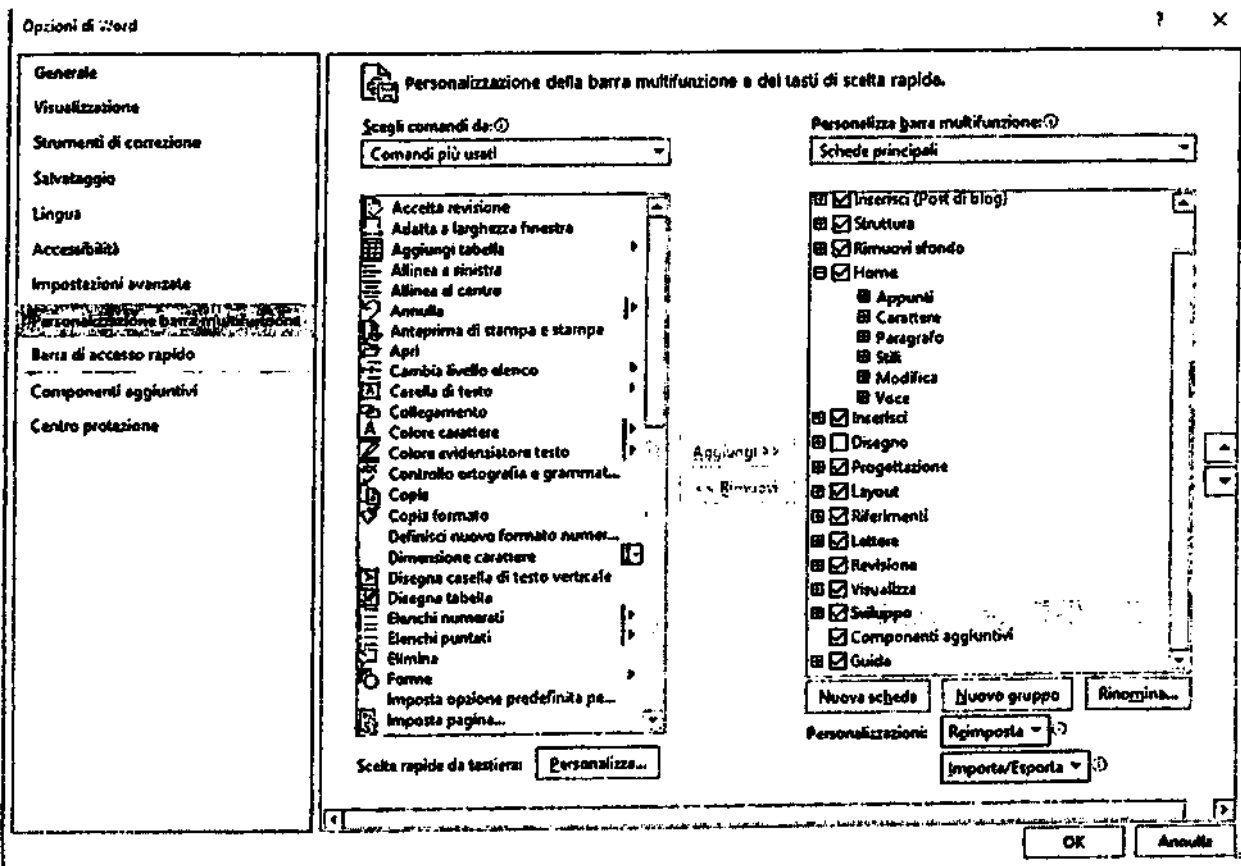 Opzioni di Word
?
Generale
Visualizzazione
Strumenti di correzione
Salvataggio
Lingua
Accessibilità
Impostazioni avanzate
Personalizzazione barra multifunzione
Barra di accesso rapido
Componenti aggiuntivi
Centro protezione
Personalizzazione della barra multifunzione e dei tasti di scelta rapida.
Scegli comandi da:
Comandi più usati
Accetta revisione
Adatta a larghezza finestra
Aggiungi tabella
Allinea a sinistra
Allinea al centro
Annulla
Anteprima di stampa e stampa
Apri
Cambia livello elenco
Casella di testo
Collegamento
Colore carattere
Colore evidenziatore testo
Controllo ortografia e grammat...
Copia
Copia formato
Definisci nuovo formato numer...
Dimensione carattere
Disegna casella di testo verticale
Disegna tabella
Elenchi numerati
Elenchi puntati
Elimina
Forme
Imposta opzione predefinita pe...
Imposta pagina...
Scelte rapide da tastiera:
Personalizza...
Aggiungi >>
<< Rimuovi
Personalizza barra multifunzione:
Schede principali
Inserisci (Post di blog)
Struttura
Rimuovi sfondo
Home
Appunti
Carattere
Paragrafo
Stili
Modifica
Voce
Inserisci
Disegno
Progettazione
Layout
Riferimenti
Lettere
Revisione
Visualizza
Sviluppo
Componenti aggiuntivi
Guida
Nuova scheda
Nuovo gruppo
Rinomina...
Personalizzazioni:
Reimposta
Importa/Esporta
OK
Annulla